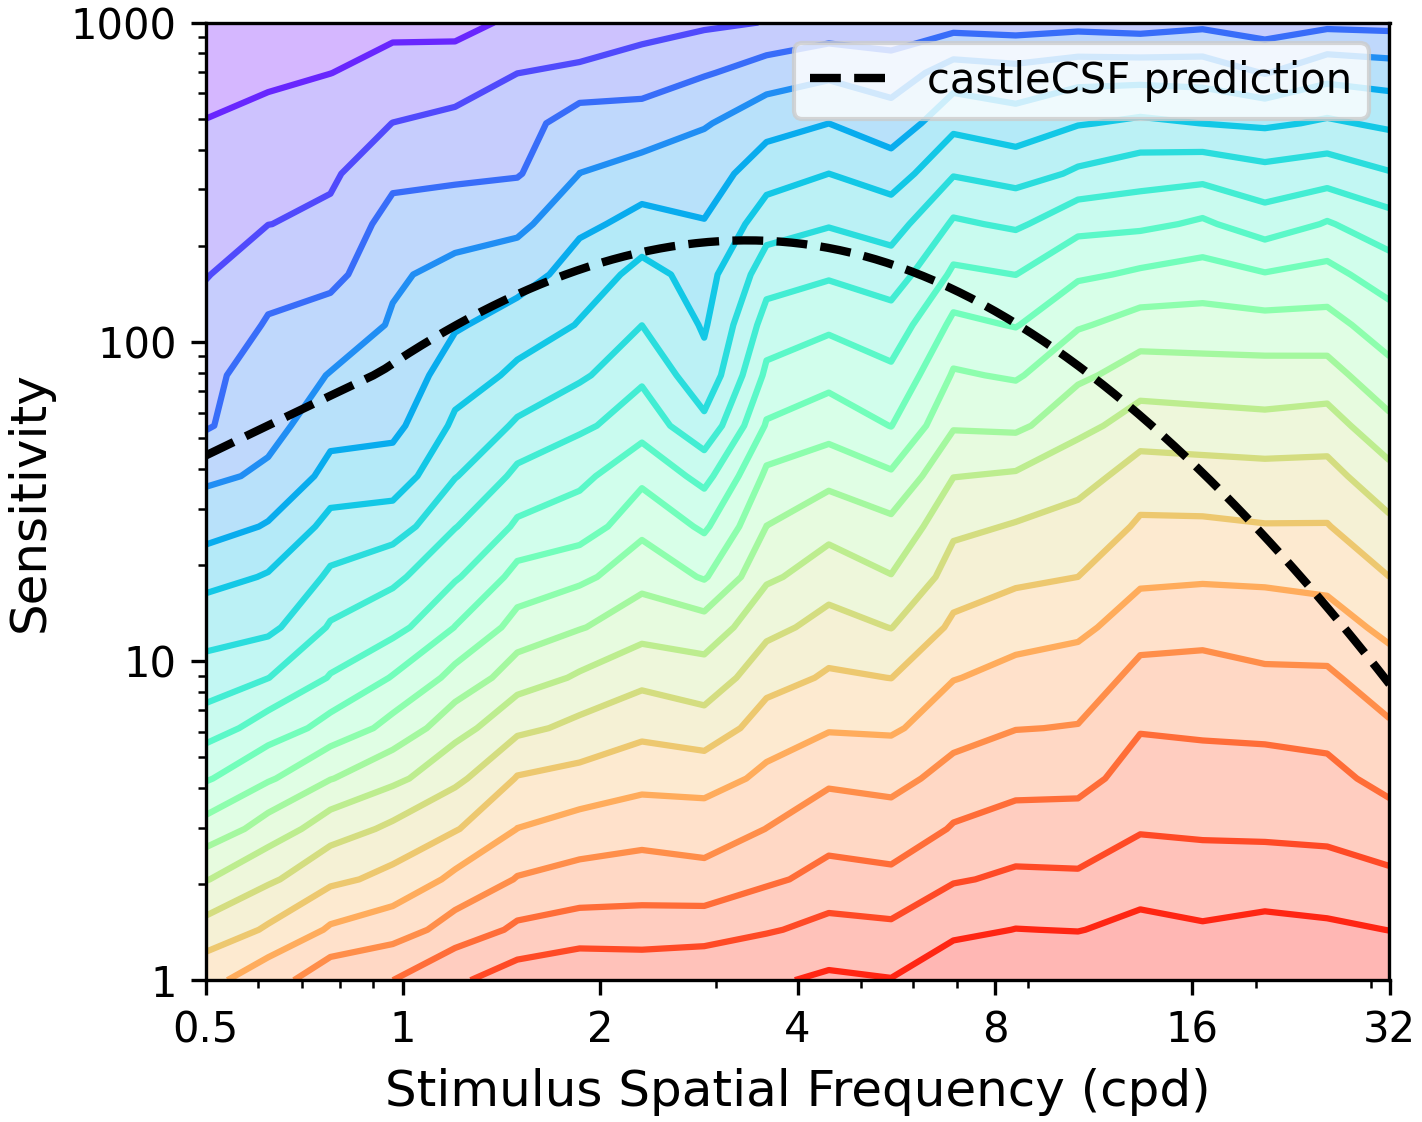 castleCSF prediction
Sensitivity
1000
100
10
1
0.5 1 2 4 8 16 32
Stimulus Spatial Frequency (cpd)